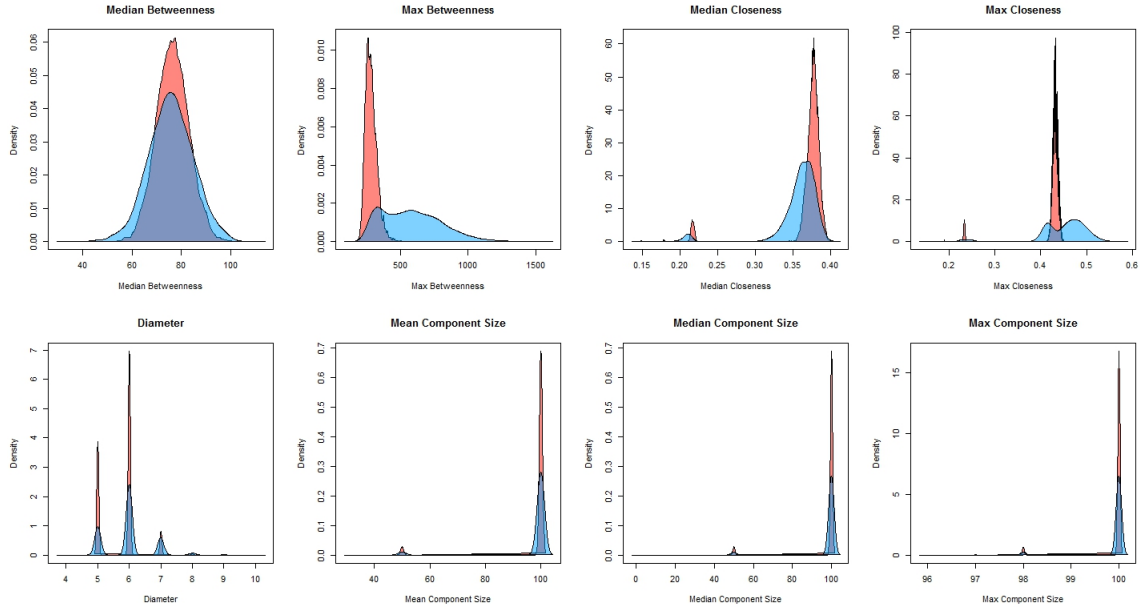 Median Betweenness
Max Betweenness
Median Closeness
Max Closeness
Density
0.00 0.01 0.02 0.03 0.04 0.05 0.06
40 60 80 100
Median Betweenness
Density
0.000 0.002 0.004 0.006 0.008 0.010
500 1000 1500
Max Betweenness
Density
0 10 20 30 40 50 60
0.15 0.20 0.25 0.30 0.35 0.40
Median Closeness
Density
0 20 40 60 80 100
0.2 0.3 0.4 0.5 0.6
Max Closeness
Diameter
Mean Component Size
Median Component Size
Max Component Size
Density
0 1 2 3 4 5 6 7
4 5 6 7 8 9 10
Diameter
Density
0.0 0.1 0.2 0.3 0.4 0.5 0.6 0.7
40 60 80 100
Mean Component Size
Density
0.0 0.1 0.2 0.3 0.4 0.5 0.6 0.7
0 20 40 60 80 100
Median Component Size
Density
0 5 10 15
96 97 98 99 100
Max Component Size